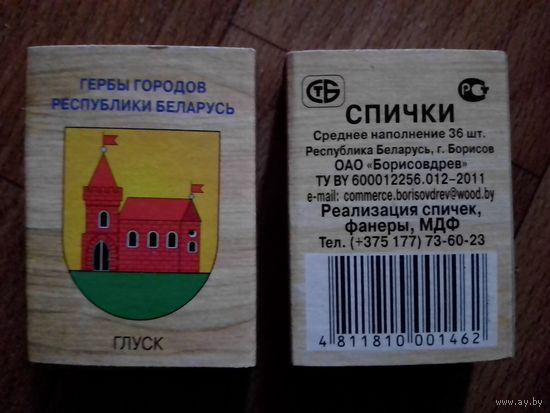 ГЕРБЫ ГОРОДОВ
РЕСПУБЛИКИ БЕЛАРУСЬ
ГЛУСК
СТБ
РСТ
СПИЧКИ
Среднее наполнение 36 шт.
Республика Беларусь, г. Борисов
ОАО «Борисовдрев»
ТУ BY 600012256.012-2011
e-mail: commerce.borisovdrev@wood.by
Реализация спичек,
фанеры, МДФ
Тел. (+375 177) 73-60-23
4 811810 001462
www.ay.by